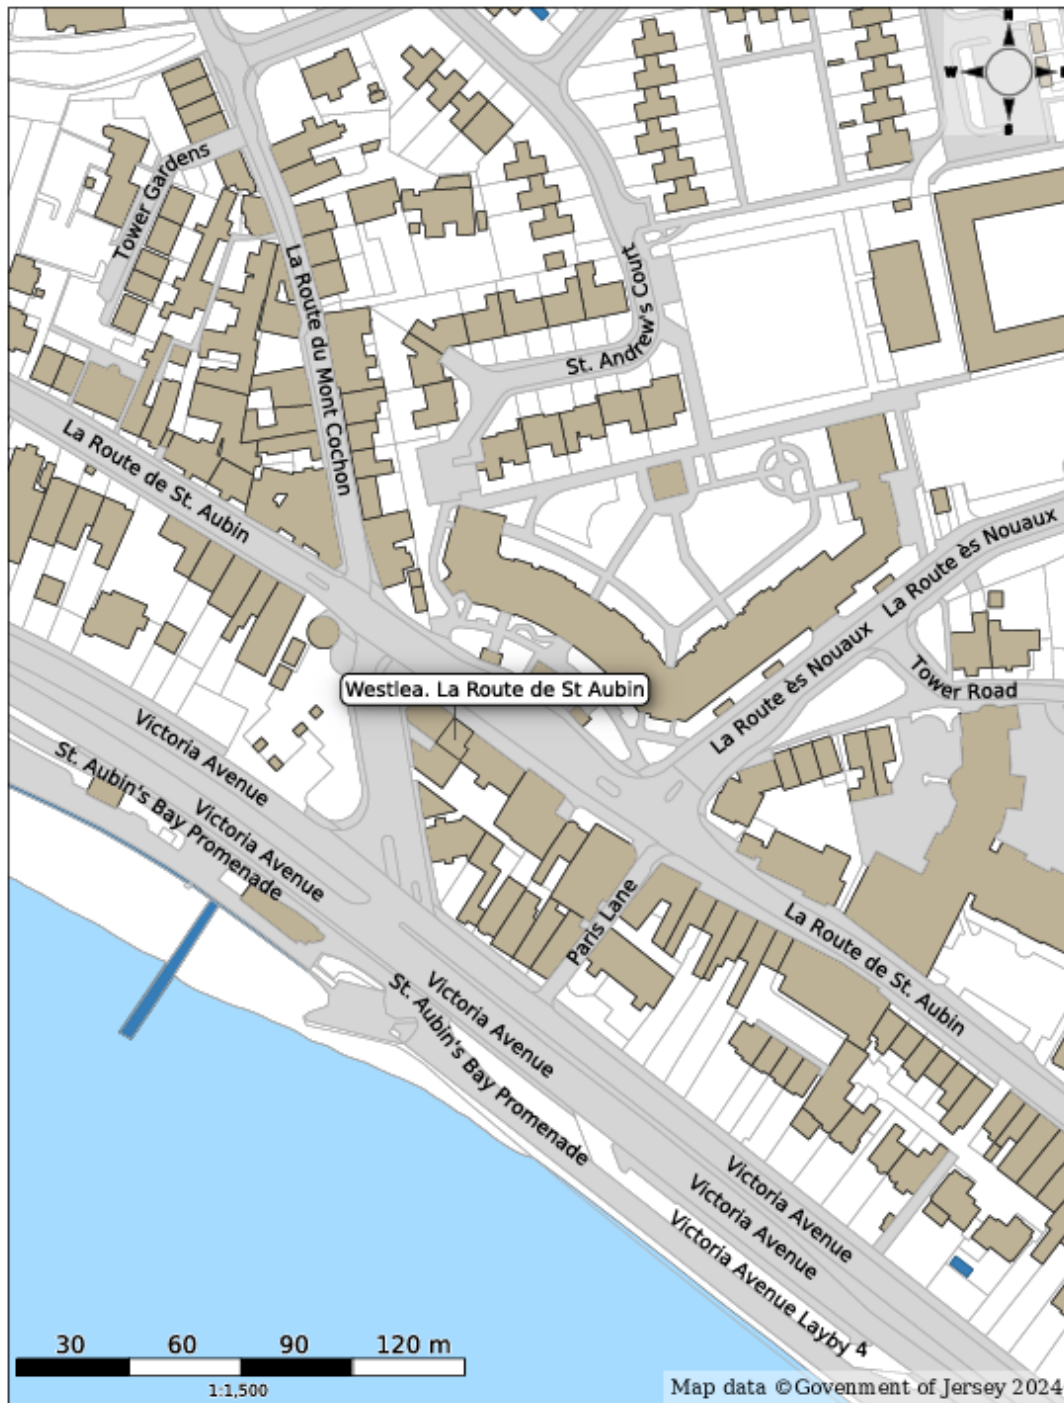 N
W
S
Tower Gardens
La Route du Mont Cochon
St. Andrew's Court
La Route de St. Aubin
La Route ès Nouaux
La Route ès Nouaux
Tower Road
Westlea. La Route de St Aubin
Victoria Avenue
St. Aubin's Bay Promenade
Victoria Avenue
Paris Lane
La Route de St. Aubin
Victoria Avenue
St. Aubin's Bay Promenade
Victoria Avenue
Victoria Avenue
Victoria Avenue Layby 4
30 60 90 120 m
1:1,500
Map data ©Govenment of Jersey 2024